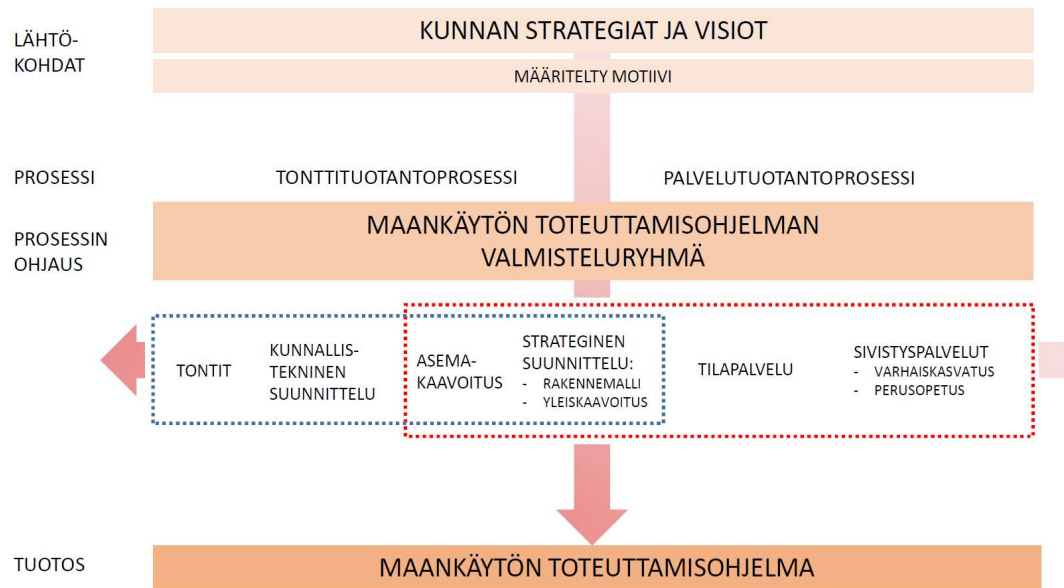 LÄHTÖ-
KOHDAT
KUNNAN STRATEGIAT JA VISIOT
MÄÄRITELTY MOTIIVI
PROSESSI
TONTTITUOTANTOPROSESSI
PALVELUTUOTANTOPROSESSI
PROSESSIN
OHJAUS
MAANKÄYTÖN TOTEUTTAMISOHJELMAN
VALMISTELURYHMÄ
TONTIT
KUNNALLIS-
TEKNINEN
SUUNNITTELU
ASEMA-
KAAVOITUS
STRATEGINEN
SUUNNITTELU:
- RAKENNEMALLI
- YLEISKAAVOITUS
TILAPALVELU
SIVISTYSPALVELUT
- VARHAISKASVATUS
- PERUSOPETUS
TUOTOS
MAANKÄYTÖN TOTEUTTAMISOHJELMA